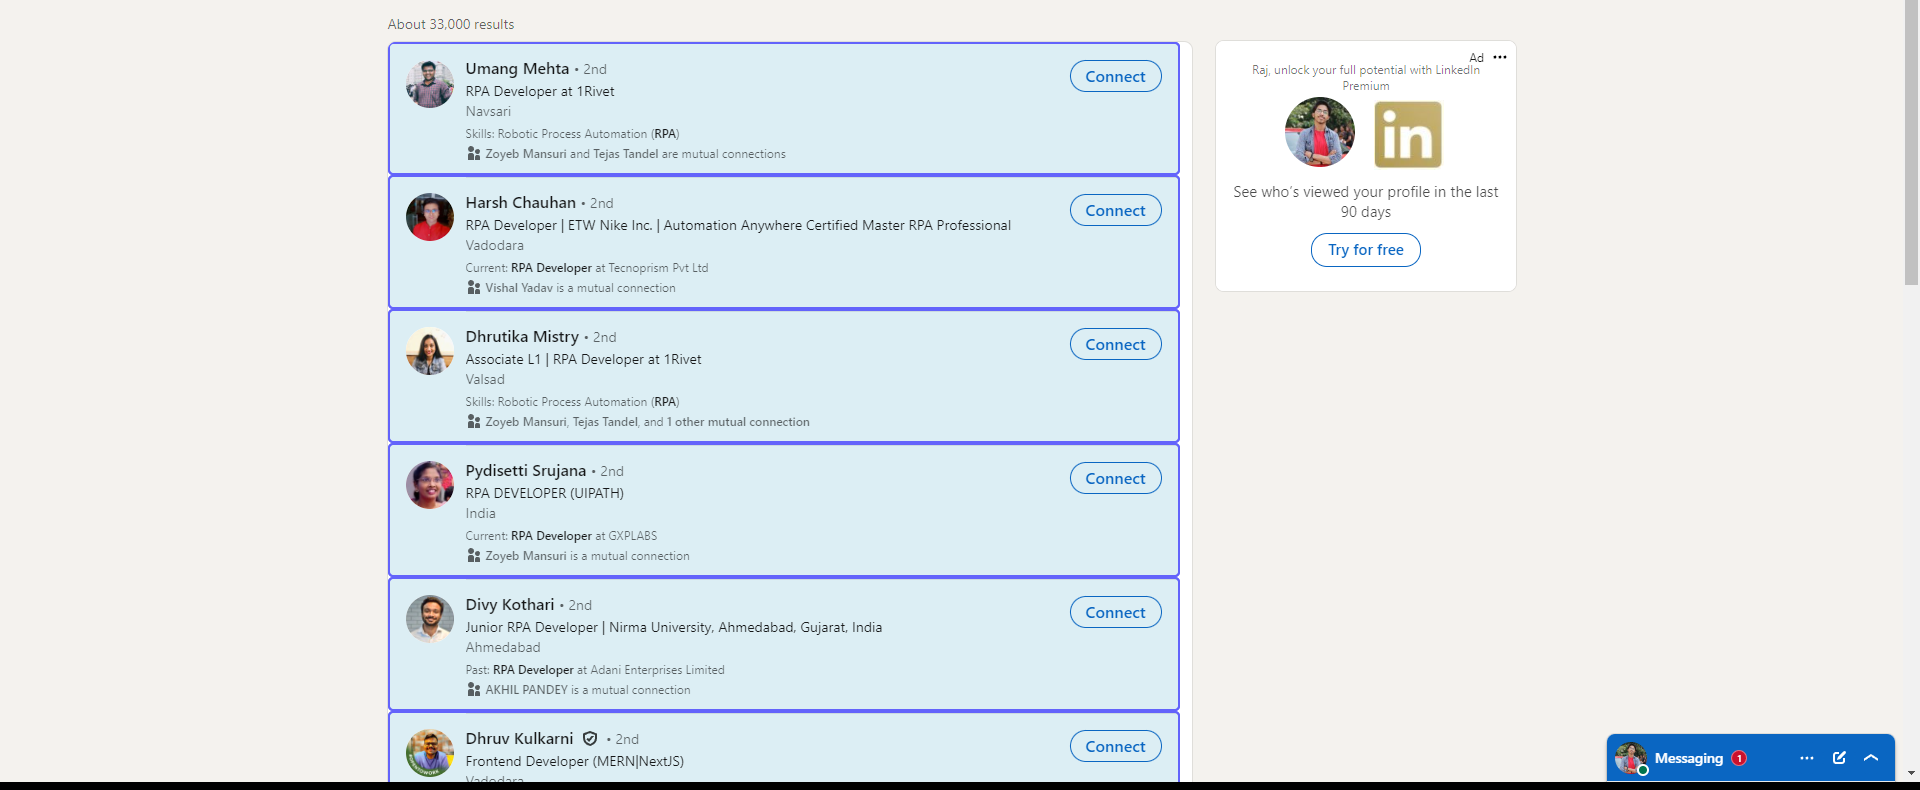 About 33,000 results
Umang Mehta • 2nd
RPA Developer at 1Rivet
Navsari
Skills: Robotic Process Automation (RPA)
Zoyeb Mansuri and Tejas Tandel are mutual connections
Connect
Harsh Chauhan • 2nd
RPA Developer | ETW Nike Inc. | Automation Anywhere Certified Master RPA Professional
Vadodara
Current: RPA Developer at Tecnoprism Pvt Ltd
Vishal Yadav is a mutual connection
Connect
Dhrutika Mistry • 2nd
Associate L1 | RPA Developer at 1Rivet
Valsad
Skills: Robotic Process Automation (RPA)
Zoyeb Mansuri, Tejas Tandel, and 1 other mutual connection
Connect
Pydisetti Srujana • 2nd
RPA DEVELOPER (UIPATH)
India
Current: RPA Developer at GXPLABS
Zoyeb Mansuri is a mutual connection
Connect
Divy Kothari • 2nd
Junior RPA Developer | Nirma University, Ahmedabad, Gujarat, India
Ahmedabad
Past: RPA Developer at Adani Enterprises Limited
AKHIL PANDEY is a mutual connection
Connect
Dhruv Kulkarni • 2nd
Frontend Developer (MERN|NextJS)
Vadodara
Connect
Ad
Raj, unlock your full potential with LinkedIn
Premium
in
See who's viewed your profile in the last
90 days
Try for free
Messaging 1